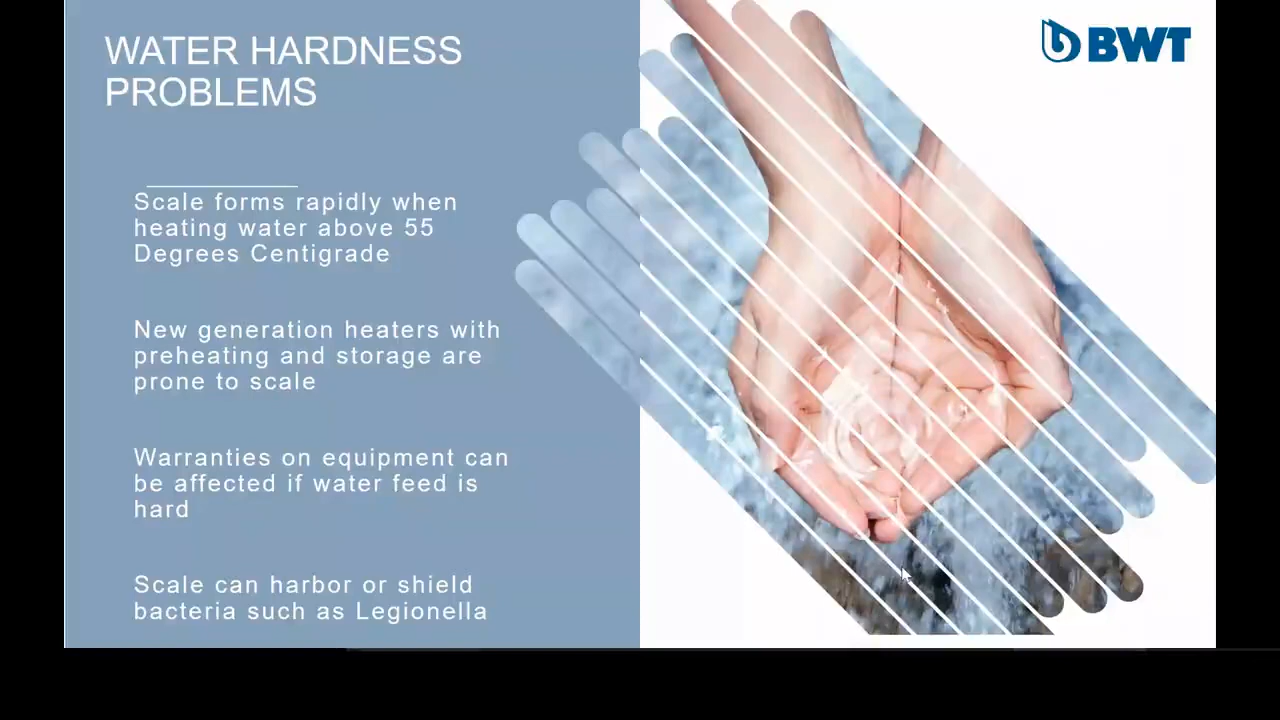 WATER HARDNESS
PROBLEMS
BWT
Scale forms rapidly when
heating water above 55
Degrees Centigrade
New generation heaters with
preheating and storage are
prone to scale
Warranties on equipment can
be affected if water feed is
hard
Scale can harbor or shield
bacteria such as Legionella